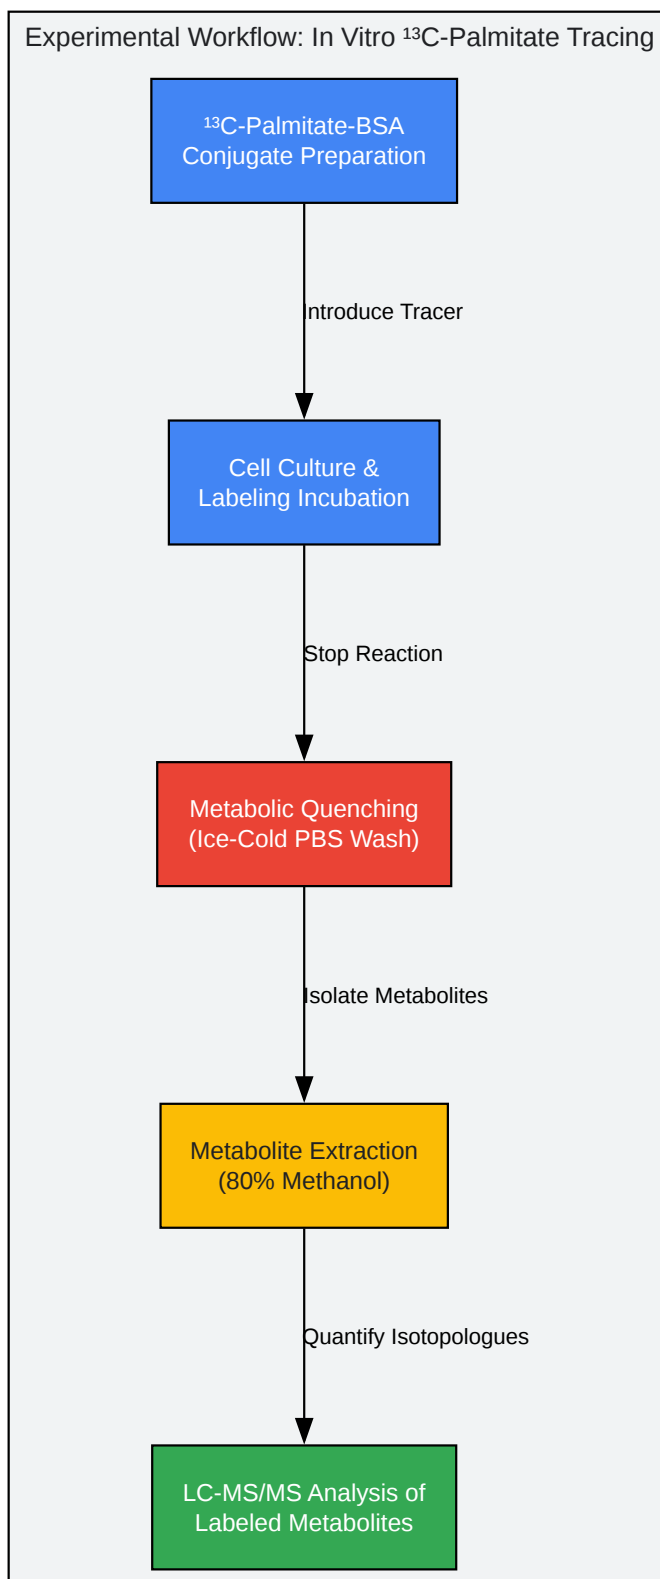 Experimental Workflow: In Vitro ¹³C-Palmitate Tracing
¹³C-Palmitate-BSA
Conjugate Preparation
Introduce Tracer
Cell Culture &
Labeling Incubation
Stop Reaction
Metabolic Quenching
(Ice-Cold PBS Wash)
Isolate Metabolites
Metabolite Extraction
(80% Methanol)
Quantify Isotopologues
LC-MS/MS Analysis of
Labeled Metabolites